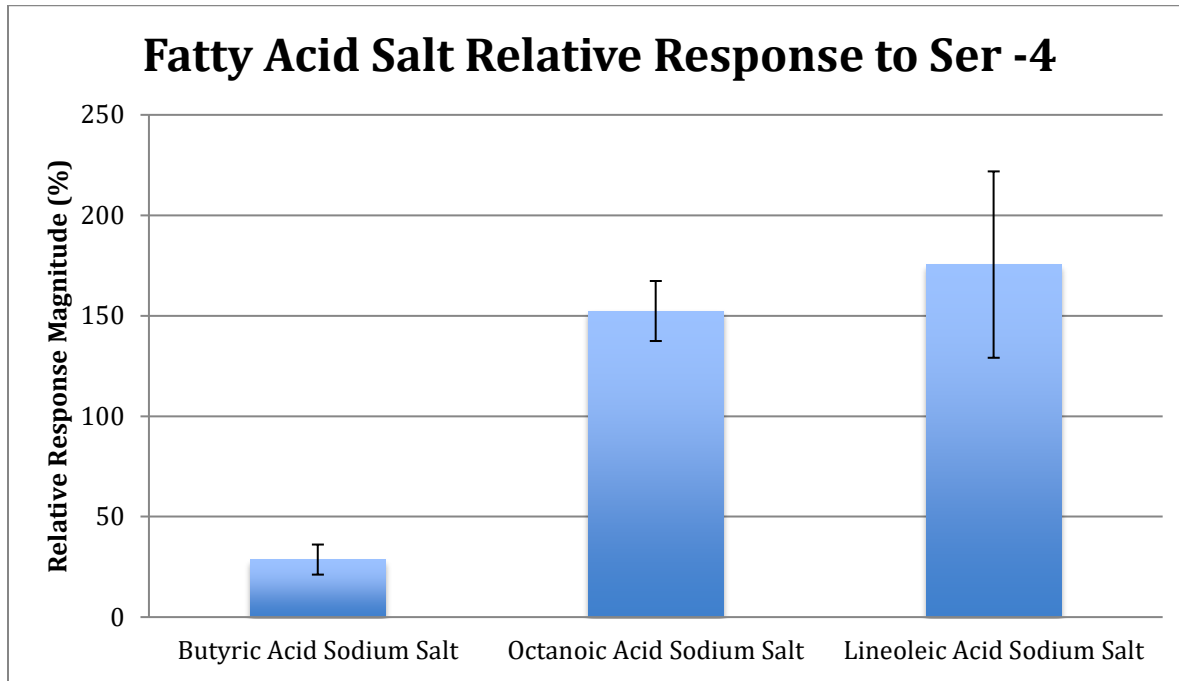 Fatty Acid Salt Relative Response to Ser -4
Relative Response Magnitude (%)
250
200
150
100
50
0
Butyric Acid Sodium Salt
Octanoic Acid Sodium Salt
Lineoleic Acid Sodium Salt